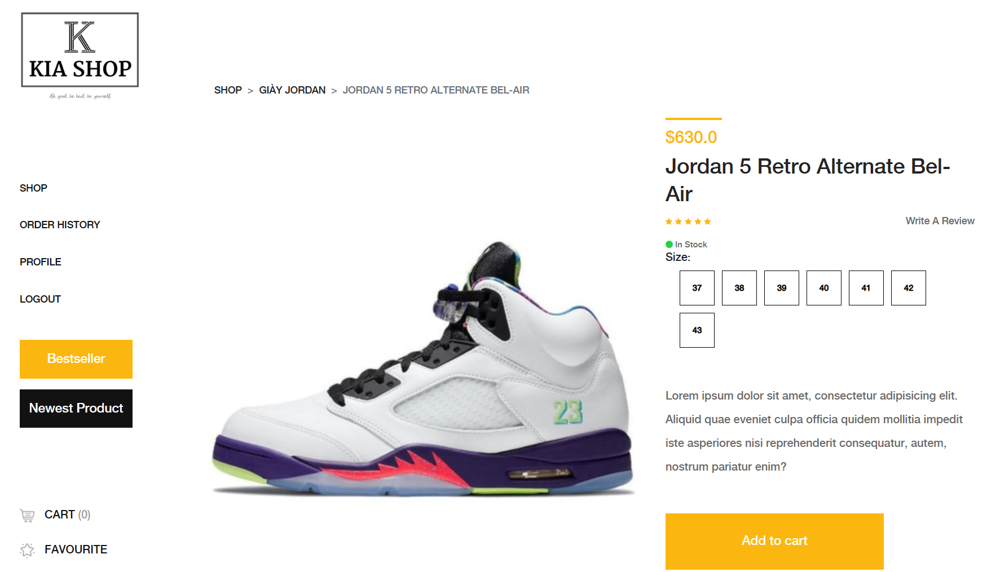 K
KIA SHOP
Be good, be bad, be yourself
SHOP > GIÀY JORDAN > JORDAN 5 RETRO ALTERNATE BEL-AIR
SHOP
ORDER HISTORY
PROFILE
LOGOUT
Bestseller
Newest Product
CART (0)
FAVOURITE
23
$630.0
Jordan 5 Retro Alternate Bel-
Air
Write A Review
In Stock
Size:
37 38 39 40 41 42
43
Lorem ipsum dolor sit amet, consectetur adipisicing elit.
Aliquid quae eveniet culpa officia quidem mollitia impedit
iste asperiores nisi reprehenderit consequatur, autem,
nostrum pariatur enim?
Add to cart